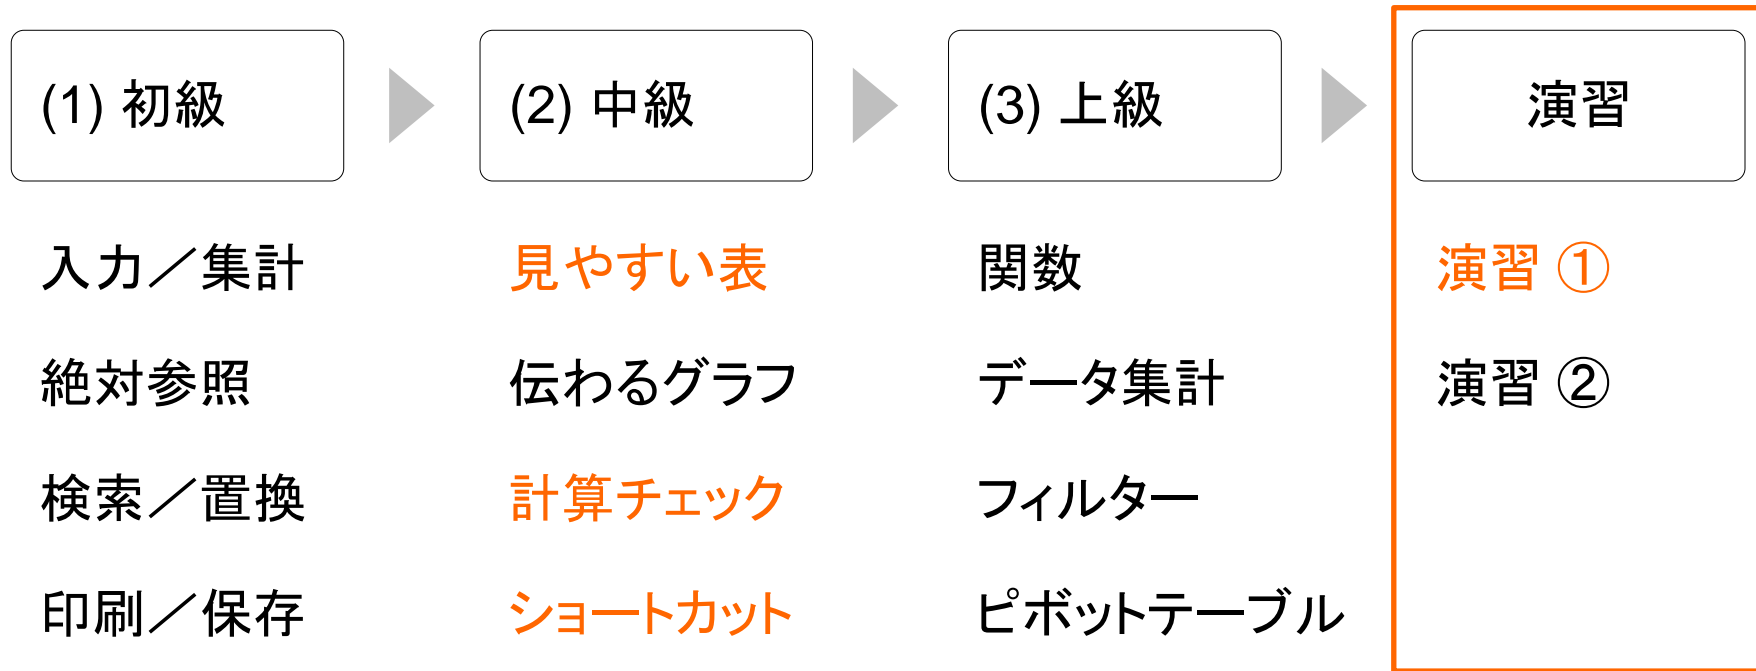 (1) 初級
入力／集計
絶対参照
検索／置換
印刷／保存
(2) 中級
見やすい表
伝わるグラフ
計算チェック
ショートカット
(3) 上級
関数
データ集計
フィルター
ピボットテーブル
演習
演習 ①
演習 ②